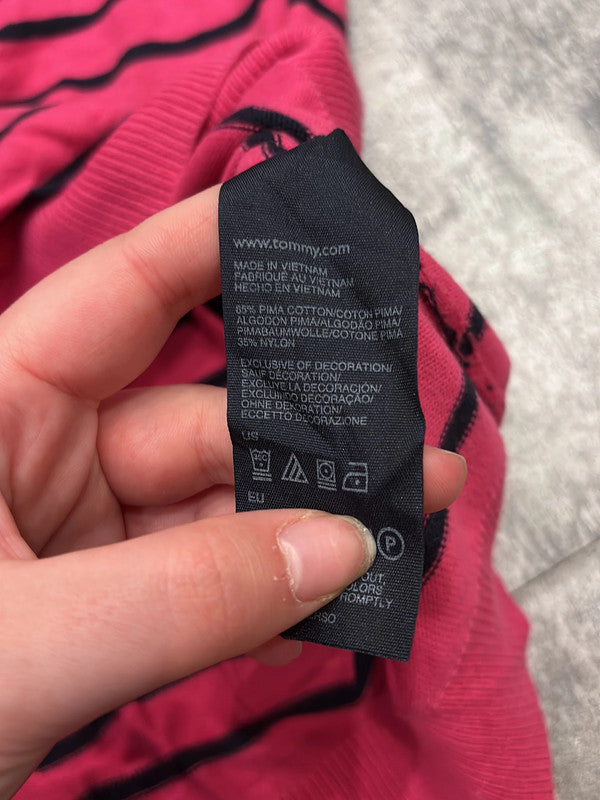 www.tommy.com
MADE IN VIETNAM
FABRIQUÉ AU VIETNAM
HECHO EN VIETNAM
65% PIMA COTTON/COTON PIMA/
ALGODÓN PIMA/ALGODÃO PIMA/
PIMABAUMWOLLE/COTONE PIMA
35% NYLON
EXCLUSIVE OF DECORATION/
SAUF DÉCORATION/
EXCLUYE LA DECORACIÓN/
EXCLUINDO DECORAÇÃO/
OHNE DEKORATION/
ECCETTO DECORAZIONE
US
30C
EU
P
OUT,
PROMPTLY